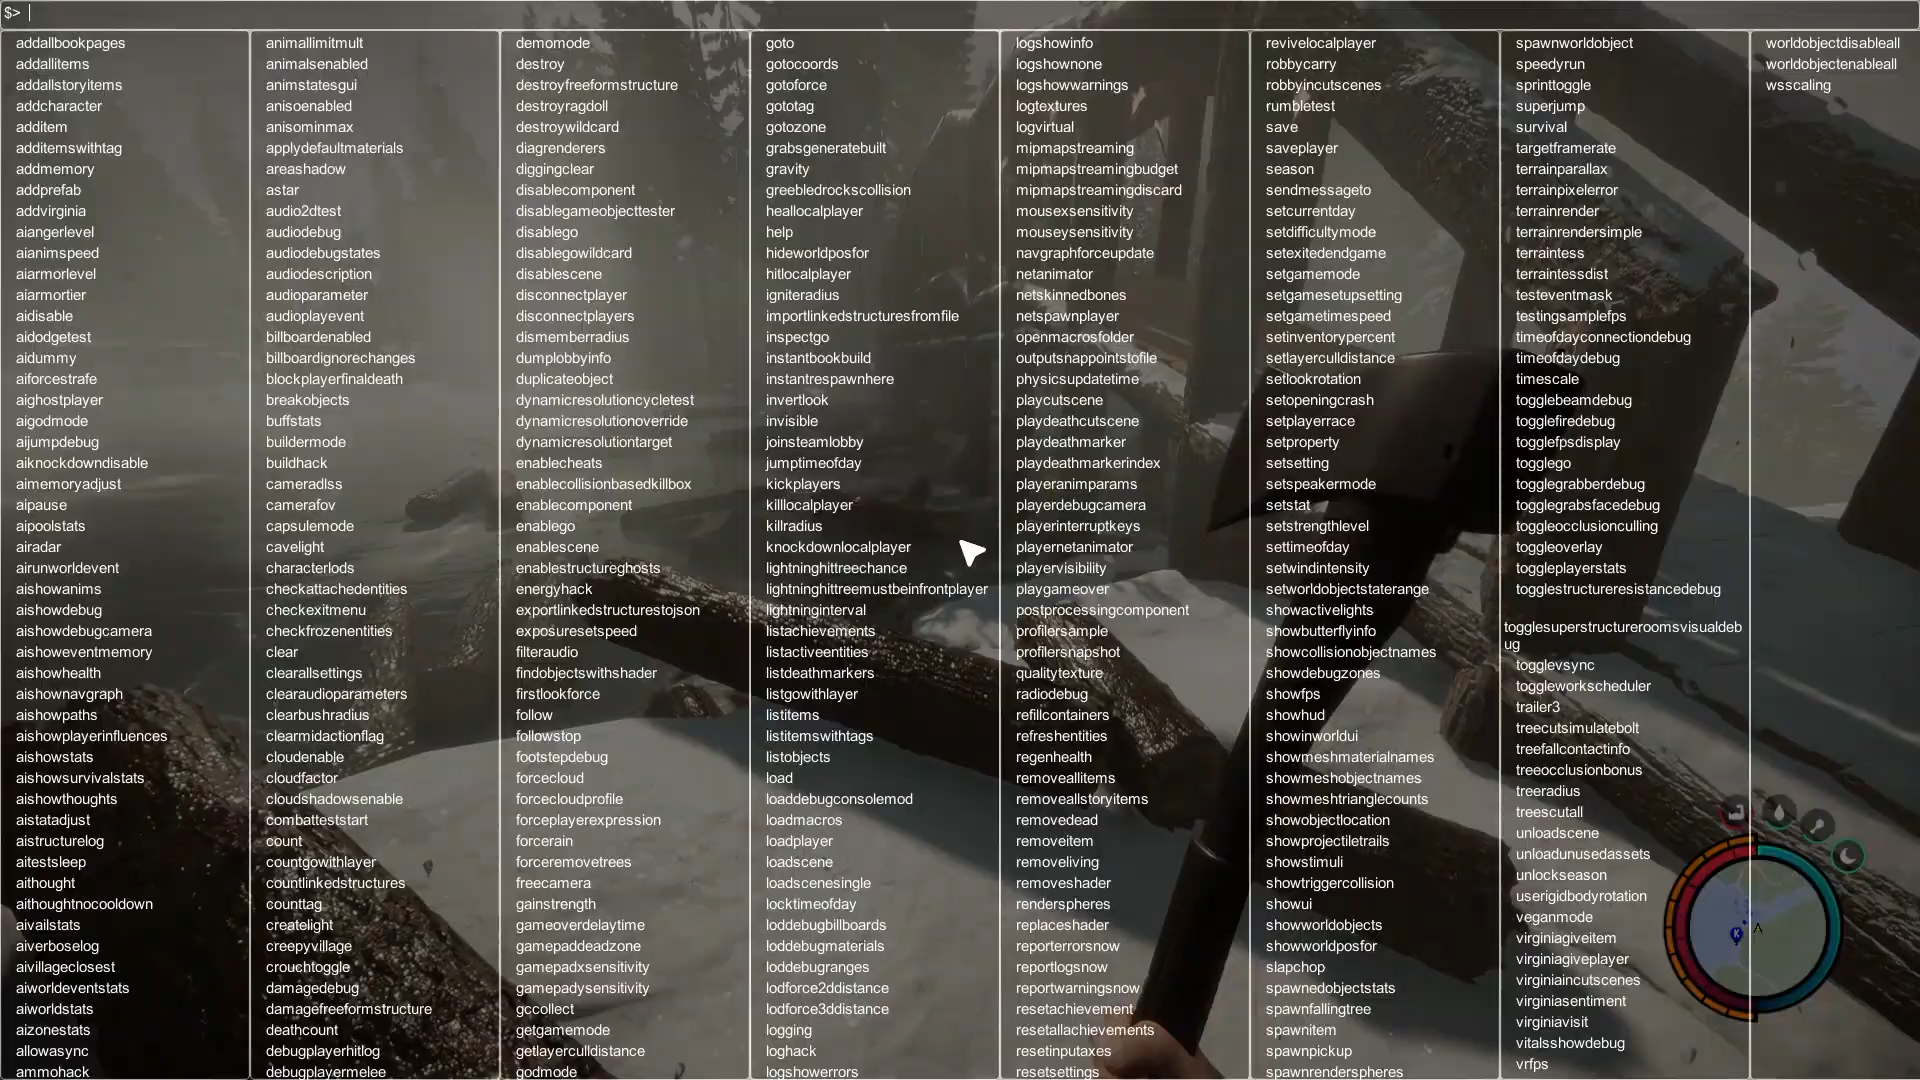 $>
addallbookpages
addallitems
addallstoryitems
addcharacter
additem
additemswithtag
addmemory
addprefab
addvirginia
aiangerlevel
aianimspeed
aiarmorlevel
aiarmortier
aidisable
aidodgetest
aidummy
aiforcestrafe
aighostplayer
aigodmode
aijumpdebug
aiknockdowndisable
aimemoryadjust
aipause
aipoolstats
airadar
airunworldevent
aishowanims
aishowdebug
aishowdebugcamera
aishoweventmemory
aishowhealth
aishownavgraph
aishowpaths
aishowplayerinfluences
aishowstats
aishowsurvivalstats
aishowthoughts
aistatadjust
aistructurelog
aitestsleep
aithought
aithoughtnocooldown
aivailstats
aiverboselog
aivillageclosest
aiworldeventstats
aiworldstats
aizonestats
allowasync
ammohack
animallimitmult
animalsenabled
animstatesgui
anisoenabled
anisominmax
applydefaultmaterials
areashadow
astar
audio2dtest
audiodebug
audiodebugstates
audiodescription
audioparameter
audioplayevent
billboardenabled
billboardignorechanges
blockplayerfinaldeath
breakobjects
buffstats
buildermode
buildhack
cameradlss
camerafov
capsulemode
cavelight
characterlods
checkattachedentities
checkexitmenu
checkfrozenentities
clear
clearallsettings
clearaudioparameters
clearbushradius
clearmidactionflag
cloudenable
cloudfactor
cloudshadowsenable
combatteststart
count
countgowithlayer
countlinkedstructures
counttag
createlight
creepyvillage
crouchtoggle
damagedebug
damagefreeformstructure
deathcount
debugplayerhitlog
debugplayermelee
demomode
destroy
destroyfreeformstructure
destroyragdoll
destroywildcard
diagrenderers
diggingclear
disablecomponent
disablegameobjecttester
disablego
disablegowildcard
disablescene
disconnectplayer
disconnectplayers
dismemberradius
dumplobbyinfo
duplicateobject
dynamicresolutioncycletest
dynamicresolutionoverride
dynamicresolutiontarget
enablecheats
enablecollisionbasedkillbox
enablecomponent
enablego
enablescene
enablestructureghosts
energyhack
exportlinkedstructurestojson
exposuresetspeed
filteraudio
findobjectswithshader
firstlookforce
follow
followstop
footstepdebug
forcecloud
forcecloudprofile
forceplayerexpression
forcerain
forceremovetrees
freecamera
gainstrength
gameoverdelaytime
gamepaddeadzone
gamepadxsensitivity
gamepadysensitivity
gccollect
getgamemode
getlayerculldistance
godmode
goto
gotocoords
gotoforce
gototag
gotozone
grabsgeneratebuilt
gravity
greebledrockscollision
heallocalplayer
help
hideworldposfor
hitlocalplayer
igniteradius
importlinkedstructuresfromfile
inspectgo
instantbookbuild
instantrespawnhere
invertlook
invisible
joinsteamlobby
jumptimeofday
kickplayers
killlocalplayer
killradius
knockdownlocalplayer
lightninghittreechance
lightninghittreemustbeinfrontplayer
lightninginterval
listachievements
listactiveentities
listdeathmarkers
listgowithlayer
listitems
listitemswithtags
listobjects
load
loaddebugconsolemod
loadmacros
loadplayer
loadscene
loadscenesingle
locktimeofday
loddebugbillboards
loddebugmaterials
loddebugranges
lodforce2ddistance
lodforce3ddistance
logging
loghack
logshowerrors
logshowinfo
logshownone
logshowwarnings
logtextures
logvirtual
mipmapstreaming
mipmapstreamingbudget
mipmapstreamingdiscard
mousexsensitivity
mouseysensitivity
navgraphforceupdate
netanimator
netskinnedbones
netspawnplayer
openmacrosfolder
outputsnappointstofile
physicsupdatetime
playcutscene
playdeathcutscene
playdeathmarker
playdeathmarkerindex
playeranimparams
playerdebugcamera
playerinterruptkeys
playernetanimator
playervisibility
playgameover
postprocessingcomponent
profilersample
profilersnapshot
qualitytexture
radiodebug
refillcontainers
refreshentities
regenhealth
removeallitems
removeallstoryitems
removedead
removeitem
removeliving
removeshader
renderspheres
replaceshader
reporterrorsnow
reportlogsnow
reportwarningsnow
resetachievement
resetallachievements
resetinputaxes
resetsettings
revivelocalplayer
robbycarry
robbyincutscenes
rumbletest
save
saveplayer
season
sendmessageto
setcurrentday
setdifficultymode
setexitedendgame
setgamemode
setgamesetupsetting
setgametimespeed
setinventorypercent
setlayerculldistance
setlookrotation
setopeningcrash
setplayerrace
setproperty
setsetting
setspeakermode
setstat
setstrengthlevel
settimeofday
setwindintensity
setworldobjectstaterange
showactivelights
showbutterflyinfo
showcollisionobjectnames
showdebugzones
showfps
showhud
showinworldui
showmeshmaterialnames
showmeshobjectnames
showmeshtrianglecounts
showobjectlocation
showprojectiletrails
showstimuli
showtriggercollision
showui
showworldobjects
showworldposfor
slapchop
spawnedobjectstats
spawnfallingtree
spawnitem
spawnpickup
spawnrenderspheres
spawnworldobject
speedyrun
sprinttoggle
superjump
survival
targetframerate
terrainparallax
terrainpixelerror
terrainrender
terrainrendersimple
terraintess
terraintessdist
testeventmask
testingsamplefps
timeofdayconnectiondebug
timeofdaydebug
timescale
togglebeamdebug
togglefiredebug
togglefpsdisplay
togglego
togglegrabberdebug
togglegrabsfacedebug
toggleocclusionculling
toggleoverlay
toggleplayerstats
togglestructureresistancedebug
togglesuperstructureroomsvisualdeb
ug
togglevsync
toggleworkscheduler
trailer3
treecutsimulatebolt
treefallcontactinfo
treeocclusionbonus
treeradius
treescutall
unloadscene
unloadunusedassets
unlockseason
userigidbodyrotation
veganmode
virginiagiveitem
virginiagiveplayer
virginiaincutscenes
virginiasentiment
virginiavisit
vitalsshowdebug
vrfps
worldobjectdisableall
worldobjectenableall
wsscaling
K